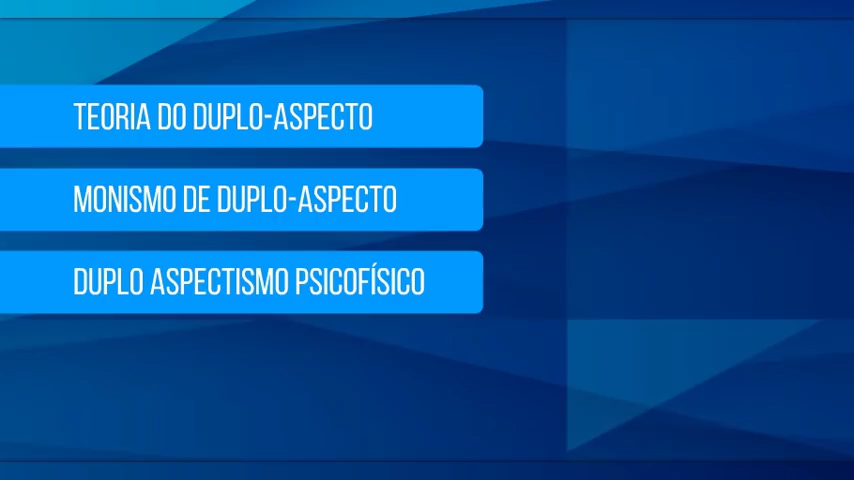 TEORIA DO DUPLO-ASPECTO
MONISMO DE DUPLO-ASPECTO
DUPLO ASPECTISMO PSICOFÍSICO